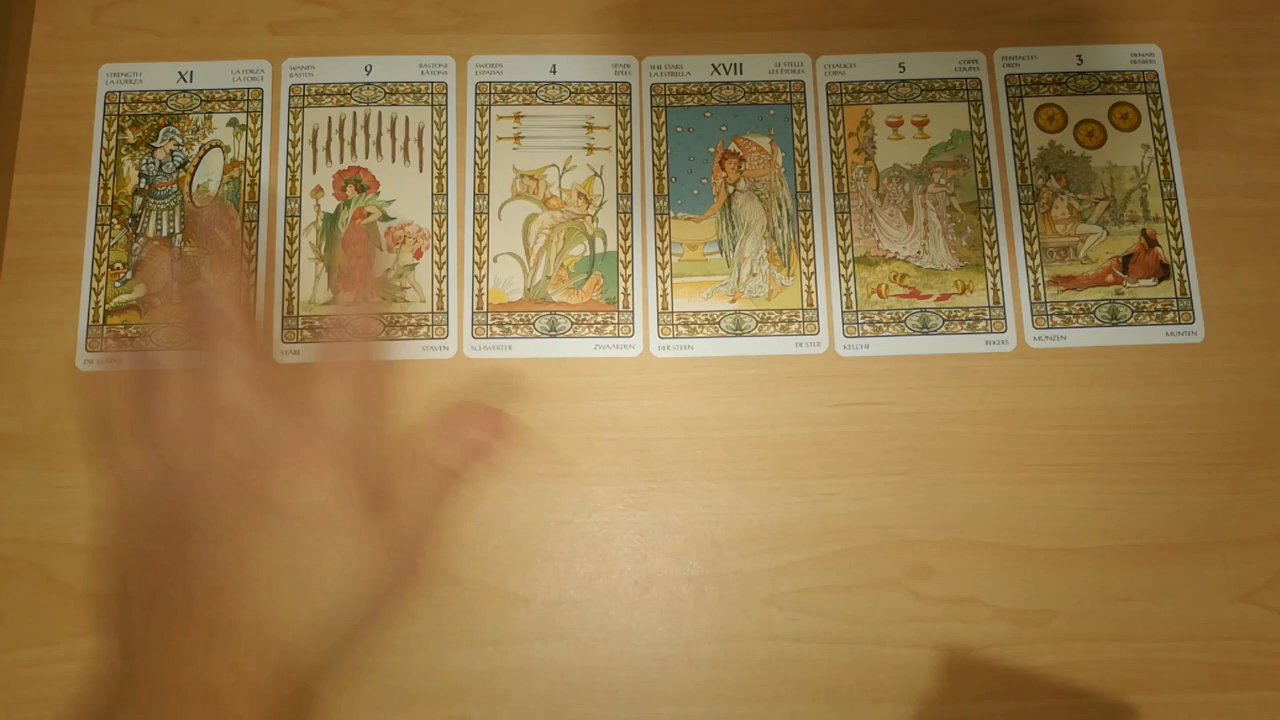 STRENGTH XI LA FORZA
LA FUERZA LA FORCE
DIE STÄRKE
WANDS 9 BASTONI
BASTOS BÂTONS
STÄBE STAVEN
SWORDS 4 SPADE
ESPADAS ÉPÉES
SCHWERTER ZWAARDEN
THE STARS XVII LE STELLE
LA ESTRELLA LES ÉTOILES
DER STERN DE STER
CHALICES 5 COPPE
COPAS COUPES
KELCHE BEKERS
PENTACLES 3 DENARI
OROS DENIERS
MÜNZEN MUNTEN